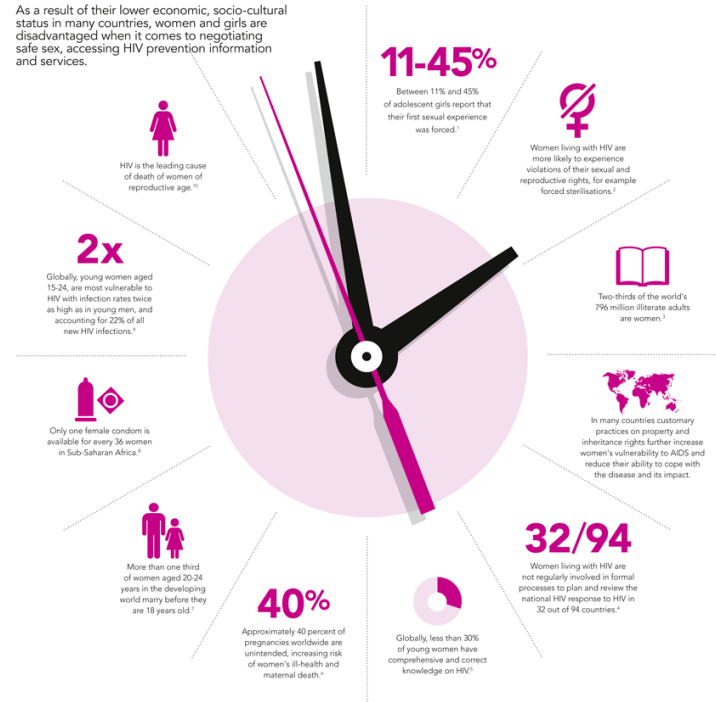 As a result of their lower economic, socio-cultural
status in many countries, women and girls are
disadvantaged when it comes to negotiating
safe sex, accessing HIV prevention information
and services.
11-45%
Between 11% and 45%
of adolescent girls report that
their first sexual experience
was forced.¹
Women living with HIV are
more likely to experience
violations of their sexual and
reproductive rights, for example
forced sterilisations.²
Two-thirds of the world's
796 million illiterate adults
are women.³
In many countries customary
practices on property and
inheritance rights further increase
women's vulnerability to AIDS and
reduce their ability to cope with
the disease and its impact.
32/94
Women living with HIV are
not regularly involved in formal
processes to plan and review the
national HIV response to HIV in
32 out of 94 countries.⁴
Globally, less than 30%
of young women have
comprehensive and correct
knowledge on HIV.⁵
40%
Approximately 40 percent of
pregnancies worldwide are
unintended, increasing risk
of women's ill-health and
maternal death.⁶
More than one third
of women aged 20-24
years in the developing
world marry before they
are 18 years old.⁷
Only one female condom is
available for every 36 women
in Sub-Saharan Africa.⁸
2x
Globally, young women aged
15-24, are most vulnerable to
HIV with infection rates twice
as high as in young men, and
accounting for 22% of all
new HIV infections.⁹
HIV is the leading cause
of death of women of
reproductive age.¹⁰